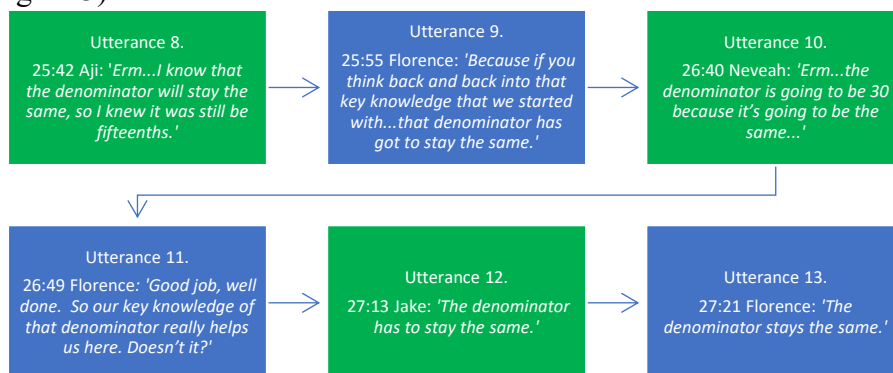 Utterance 8.
25:42 Aji: 'Erm...I know that
the denominator will stay the
same, so I knew it was still be
fifteenths.'
Utterance 9.
25:55 Florence: 'Because if you
think back and back into that
key knowledge that we started
with...that denominator has
got to stay the same.'
Utterance 10.
26:40 Neveah: 'Erm...the
denominator is going to be 30
because it's going to be the
same...'
Utterance 11.
26:49 Florence: 'Good job, well
done. So our key knowledge of
that denominator really helps
us here. Doesn't it?'
Utterance 12.
27:13 Jake: 'The denominator
has to stay the same.'
Utterance 13.
27:21 Florence: 'The
denominator stays the same.'